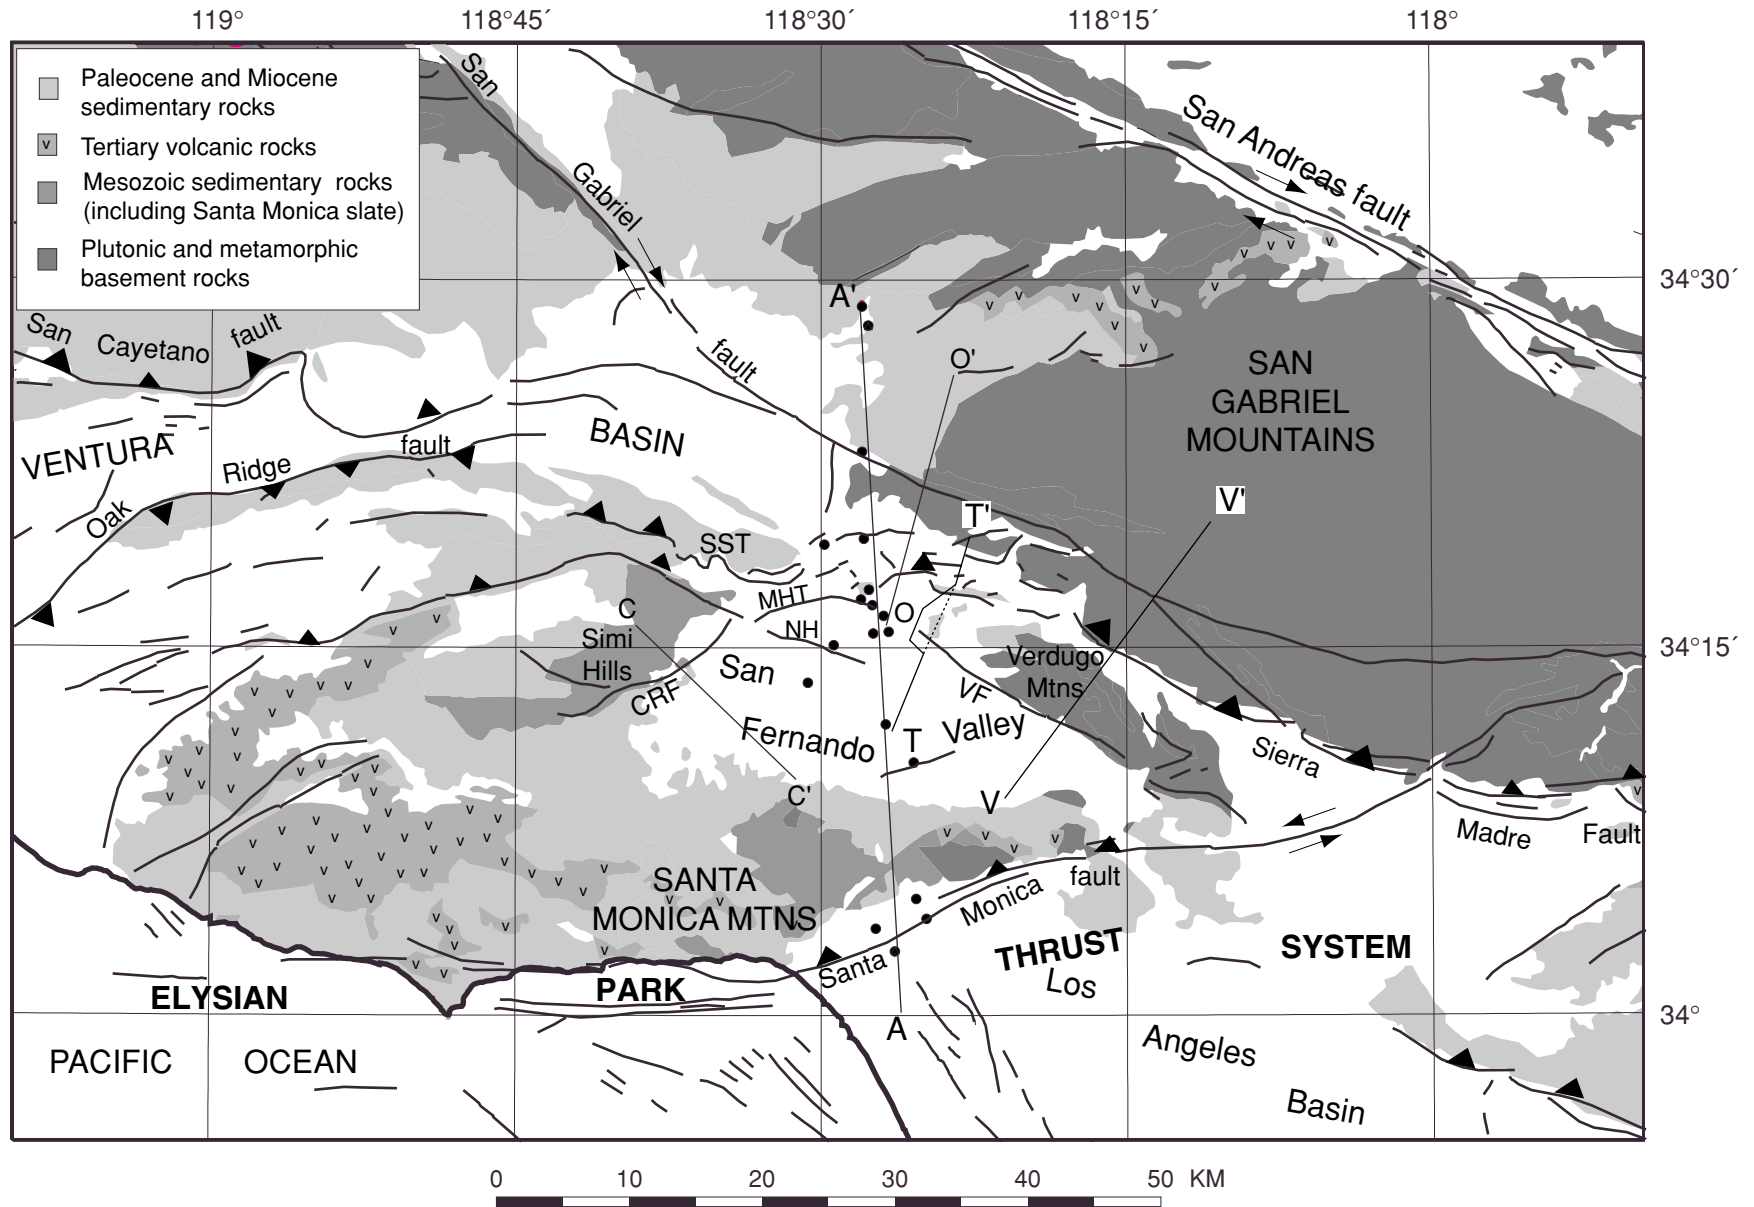 119°
118°45´
118°30´
118°15´
118°
Paleocene and Miocene
sedimentary rocks
v
Tertiary volcanic rocks
Mesozoic sedimentary rocks
(including Santa Monica slate)
Plutonic and metamorphic
basement rocks
San
Gabriel
fault
San Andreas fault
34°30´
San
Cayetano
fault
A'
O'
SAN
GABRIEL
MOUNTAINS
VENTURA
BASIN
Oak
Ridge
fault
V'
T'
SST
MHT
NH
O
C
Simi
Hills
CRF
34°15´
San
Fernando
Valley
VF
Verdugo
Mtns
T
C'
V
Sierra
Madre
Fault
SANTA
MONICA MTNS
Santa
Monica
fault
THRUST
SYSTEM
ELYSIAN
PARK
34°
Los
Angeles
Basin
A
PACIFIC
OCEAN
0
10
20
30
40
50
KM